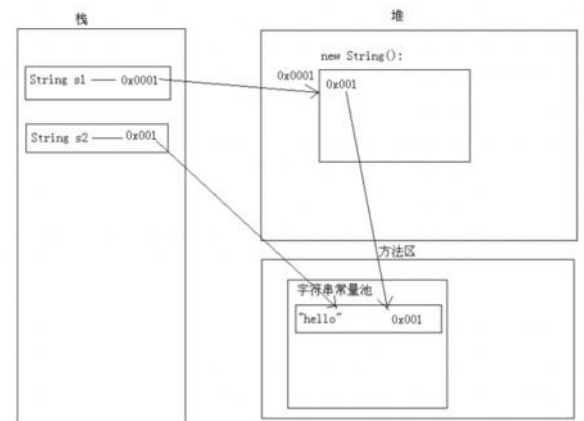 栈
String s1 —— 0x0001
String s2 —— 0x001
堆
new String():
0x0001
0x001
方法区
字符串常量池
"hello" 0x001